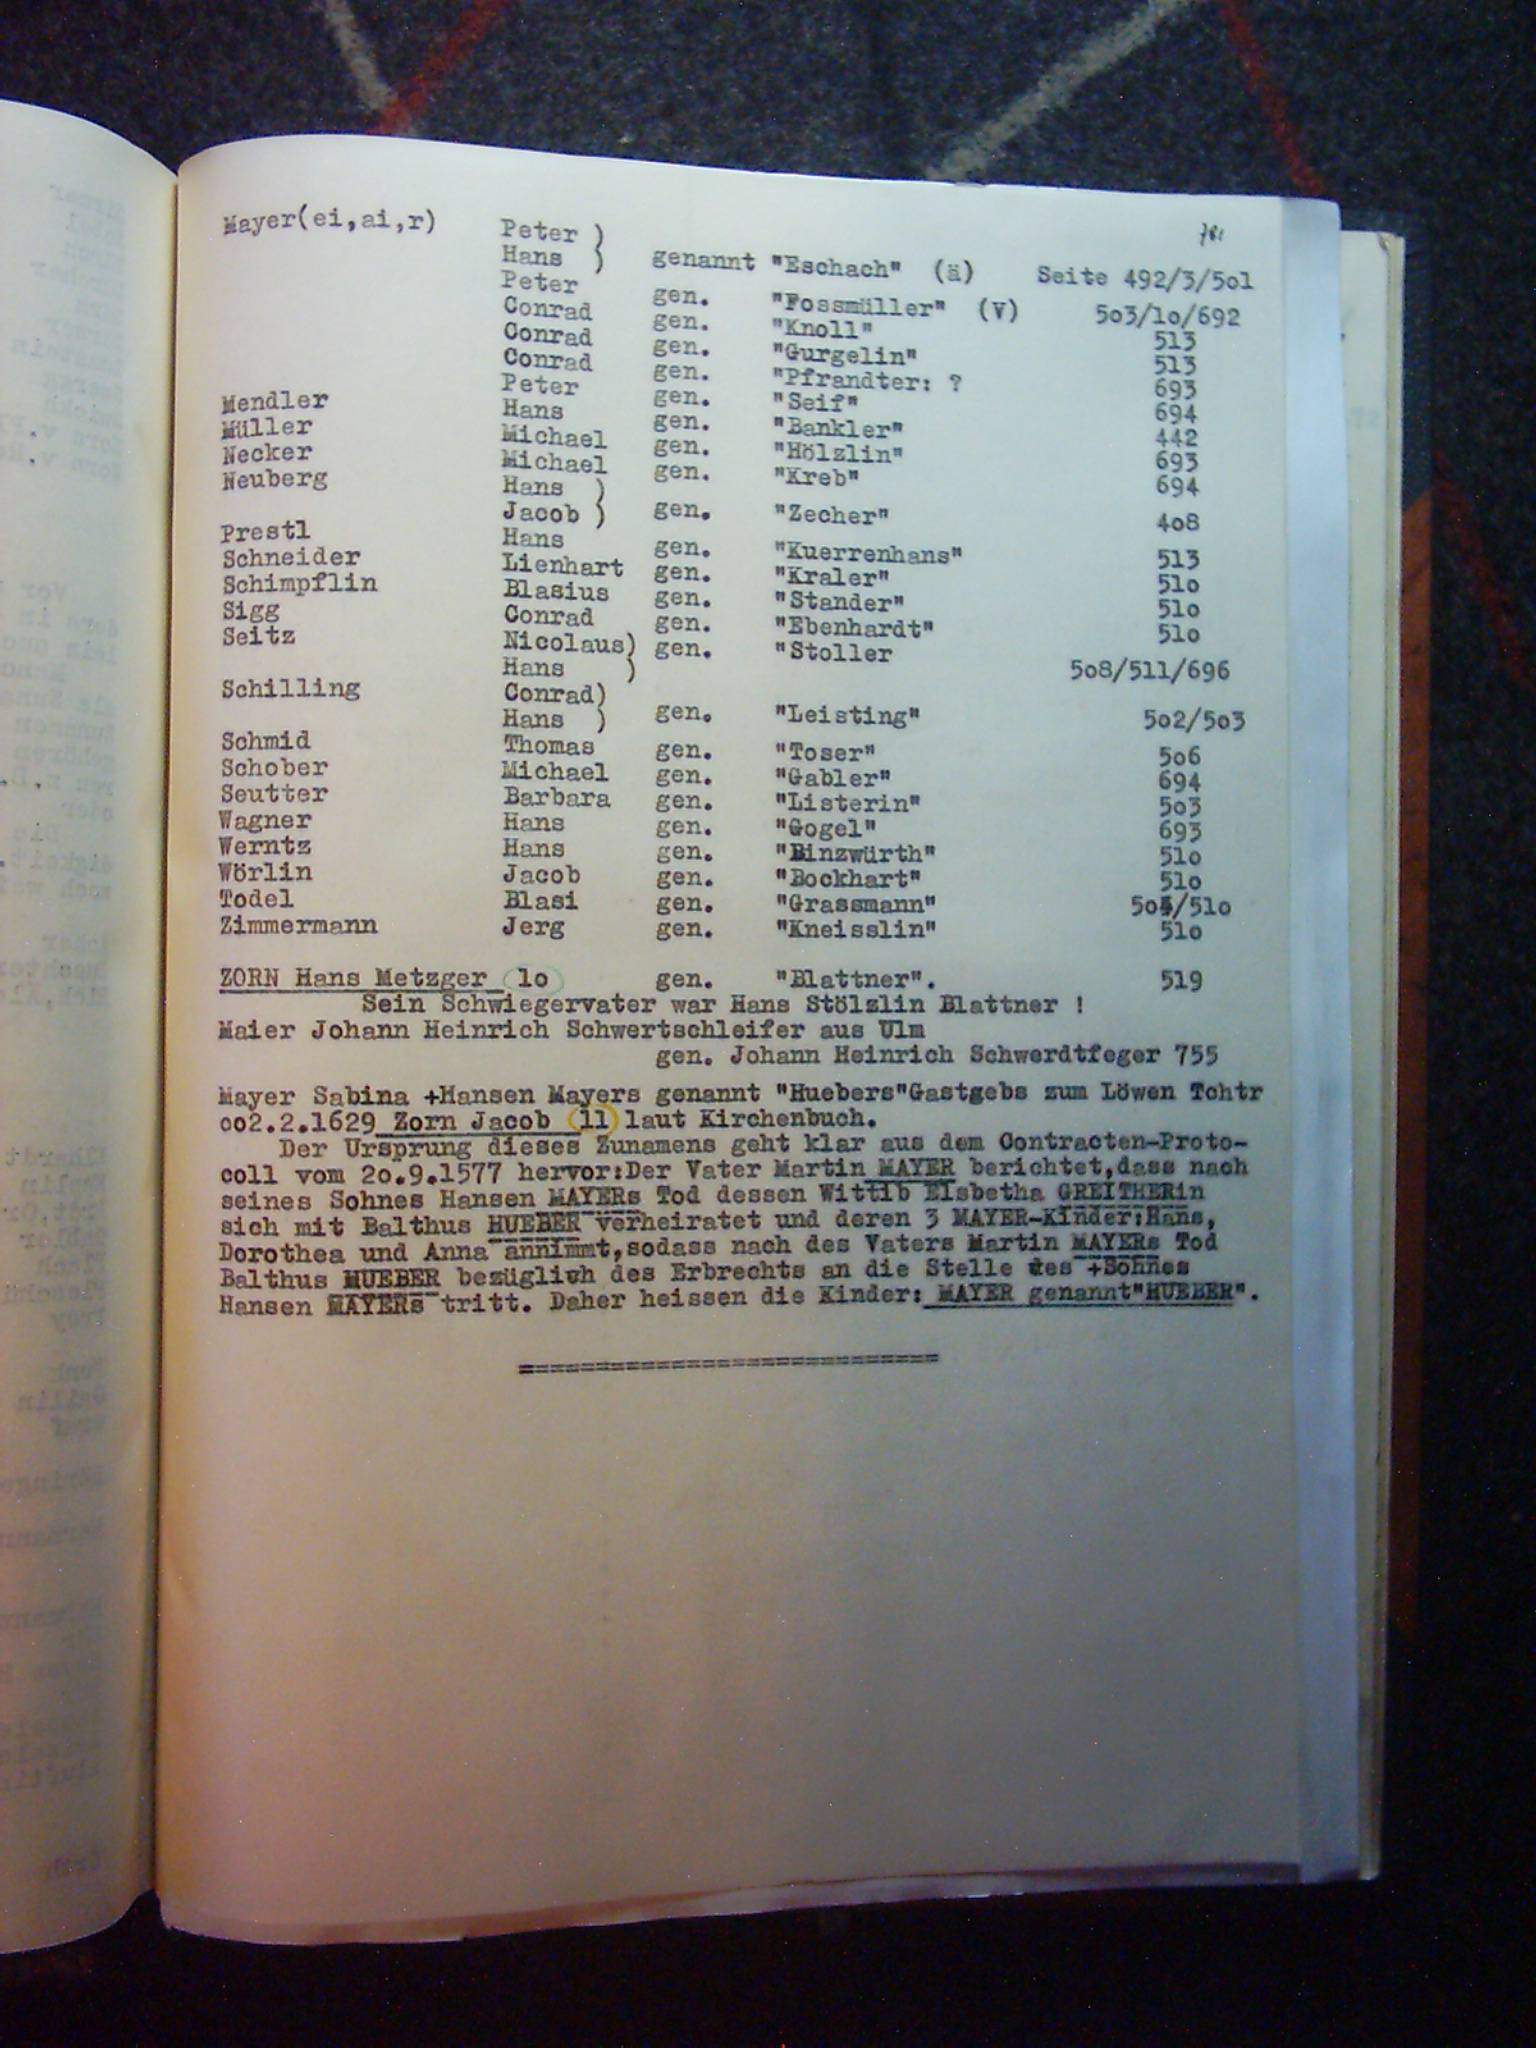 781
Mayer(ei,ai,r) Peter )
Hans ) genannt "Eschach" (ä) Seite 492/3/5o1
Peter gen. "Fossmüller" (V) 5o3/1o/692
Conrad gen. "Knoll" 513
Conrad gen. "Gurgelin" 513
Conrad gen. "Pfrandter: ? 693
Peter gen. "Seif" 694
Mendler Hans gen. "Bankler" 442
Müller Michael gen. "Hölzlin" 693
Necker Michael gen. "Kreb" 694
Neuberg Hans )
Jacob ) gen. "Zecher" 4o8
Prestl Hans gen. "Kuerrenhans" 513
Schneider Lienhart gen. "Kraler" 51o
Schimpflin Blasius gen. "Stander" 51o
Sigg Conrad gen. "Ebenhardt" 51o
Seitz Nicolaus) gen. "Stoller
Hans ) 5o8/511/696
Schilling Conrad)
Hans ) gen. "Leisting" 5o2/5o3
Schmid Thomas gen. "Toser" 5o6
Schober Michael gen. "Gabler" 694
Seutter Barbara gen. "Listerin" 5o3
Wagner Hans gen. "Gogel" 693
Werntz Hans gen. "Binzwürth" 51o
Wörlin Jacob gen. "Bockhart" 51o
Todel Blasi gen. "Grassmann" 5o4/51o
Zimmermann Jerg gen. "Kneisslin" 51o
ZORN Hans Metzger 1o gen. "Blattner". 519
Sein Schwiegervater war Hans Stölzlin Blattner !
Maier Johann Heinrich Schwertschleifer aus Ulm
gen. Johann Heinrich Schwerdtfeger 755
Mayer Sabina +Hansen Mayers genannt "Huebers"Gastgebs zum Löwen Tchtr
oo2.2.1629 Zorn Jacob 11 laut Kirchenbuch.
Der Ursprung dieses Zunamens geht klar aus dem Contracten-Proto-
coll vom 2o.9.1577 hervor:Der Vater Martin MAYER berichtet,dass nach
seines Sohnes Hansen MAYERs Tod dessen Wittib Elsbetha GREITHERin
sich mit Balthus HUEBER verheiratet und deren 3 MAYER-Kinder:Hans,
Dorothea und Anna annimmt,sodass nach des Vaters Martin MAYERs Tod
Balthus HUEBER bezüglich des Erbrechts an die Stelle des +Sohnes
Hansen MAYERs tritt. Daher heissen die Kinder: MAYER genannt"HUEBER".